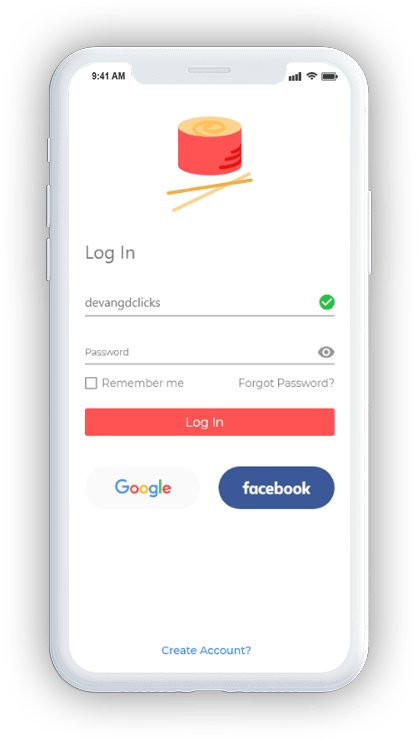 9:41 AM
Log In
devangdclicks
Password
Remember me Forgot Password?
Log In
Google facebook
Create Account?